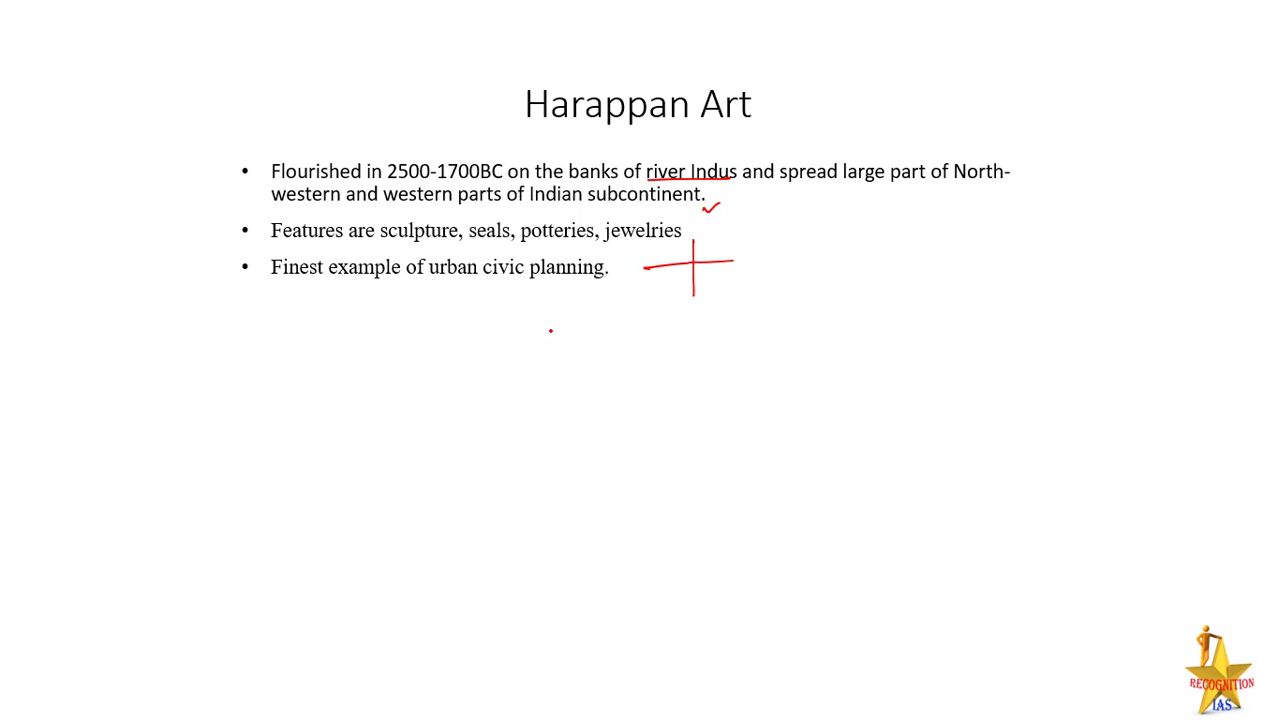 Harappan Art
• Flourished in 2500-1700BC on the banks of river Indus and spread large part of North-
western and western parts of Indian subcontinent.
• Features are sculpture, seals, potteries, jewelries
• Finest example of urban civic planning.
RECOGNITION
IAS